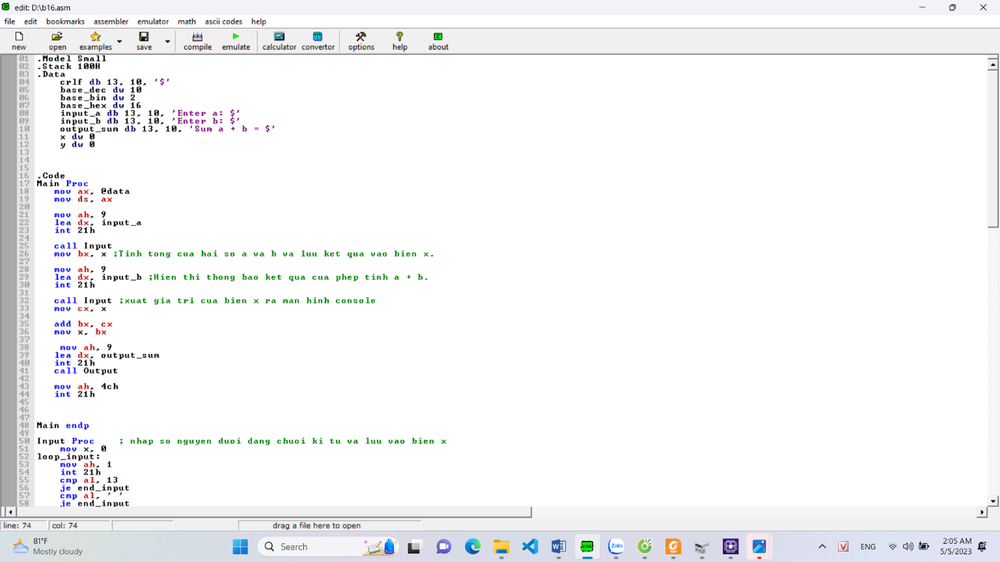 edit: D:\b16.asm
file edit bookmarks assembler emulator math ascii codes help
new open examples save compile emulate calculator convertor options help about
01 .Model Small
02 .Stack 100H
03 .Data
04 crlf db 13, 10, '$'
05 base_dec dw 10
06 base_bin dw 2
07 base_hex dw 16
08 input_a db 13, 10, 'Enter a: $'
09 input_b db 13, 10, 'Enter b: $'
10 output_sum db 13, 10, 'Sum a + b = $'
11 x dw 0
12 y dw 0
13
14
15
16 .Code
17 Main Proc
18 mov ax, @data
19 mov ds, ax
20
21 mov ah, 9
22 lea dx, input_a
23 int 21h
24
25 call Input
26 mov bx, x ;Tinh tong cua hai so a va b va luu ket qua vao bien x.
27
28 mov ah, 9
29 lea dx, input_b ;Hien thi thong bao ket qua cua phep tinh a + b.
30 int 21h
31
32 call Input ;xuat gia tri cua bien x ra man hinh console
33 mov cx, x
34
35 add bx, cx
36 mov x, bx
37
38 mov ah, 9
39 lea dx, output_sum
40 int 21h
41 call Output
42
43 mov ah, 4ch
44 int 21h
45
46
47
48 Main endp
49
50 Input Proc ; nhap so nguyen duoi dang chuoi ki tu va luu vao bien x
51 mov x, 0
52 loop_input:
53 mov ah, 1
54 int 21h
55 cmp al, 13
56 je end_input
57 cmp al, ' '
58 je end_input
line: 74 col: 74 drag a file here to open
81°F
Mostly cloudy
Search
Zalo
ENG
2:05 AM
5/5/2023